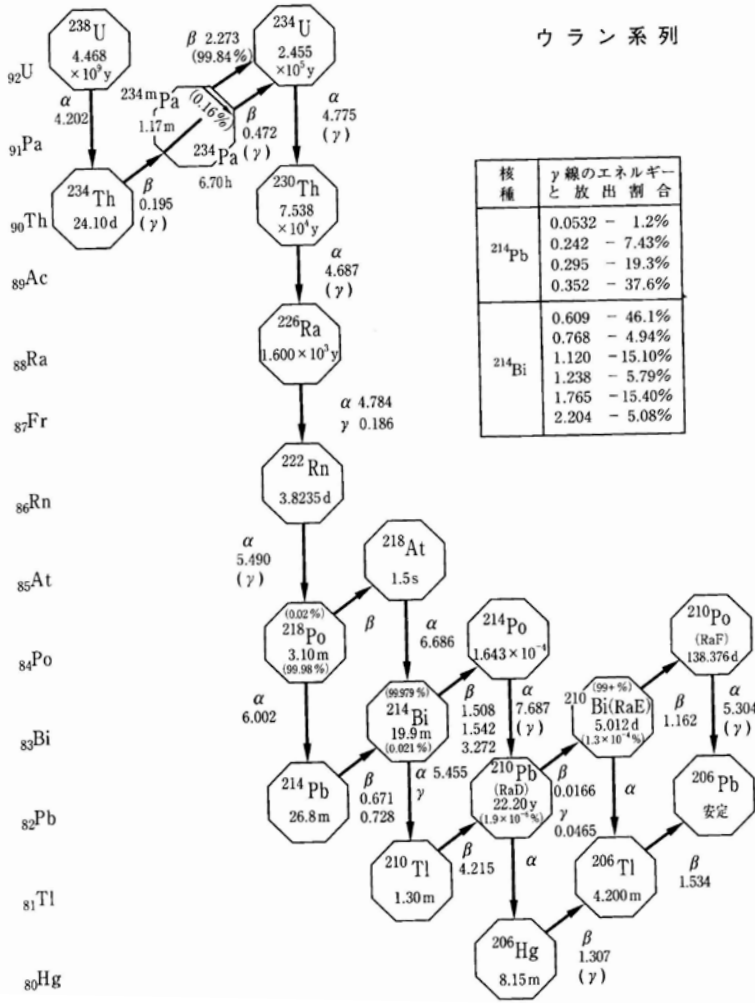 ウラン系列
92U
91Pa
90Th
89Ac
88Ra
87Fr
86Rn
85At
84Po
83Bi
82Pb
81Tl
80Hg
238U
4.468
×10⁹y
α
4.202
234Th
24.10d
β
0.195
(γ)
234mPa
1.17m
(0.16%)
234Pa
6.70h
β 2.273
(99.84%)
β
0.472
(γ)
234U
2.455
×10⁵y
α
4.775
(γ)
230Th
7.538
×10⁴y
α
4.687
(γ)
226Ra
1.600×10³y
α 4.784
γ 0.186
222Rn
3.8235d
α
5.490
(γ)
(0.02%)
218Po
3.10m
(99.98%)
β
218At
1.5s
α
6.686
α
6.002
214Pb
26.8m
β
0.671
0.728
(99.979%)
214Bi
19.9m
(0.021%)
β
1.508
1.542
3.272
α 5.455
γ
214Po
1.643×10⁻⁴
α
7.687
(γ)
210Tl
1.30m
β
4.215
210Pb
(RaD)
22.20y
β
0.0166
γ
0.0465
α
(99+%)
210Bi(RaE)
5.012d
(1.3×10⁻⁴%)
β
1.162
α
210Po
(RaF)
138.376d
α
5.304
(γ)
206Hg
8.15m
β
1.307
(γ)
206Tl
4.200m
β
1.534
206Pb
安定
核種 γ線のエネルギーと放出割合
214Pb
0.0532 - 1.2%
0.242 - 7.43%
0.295 - 19.3%
0.352 - 37.6%
214Bi
0.609 - 46.1%
0.768 - 4.94%
1.120 -15.10%
1.238 - 5.79%
1.765 -15.40%
2.204 - 5.08%